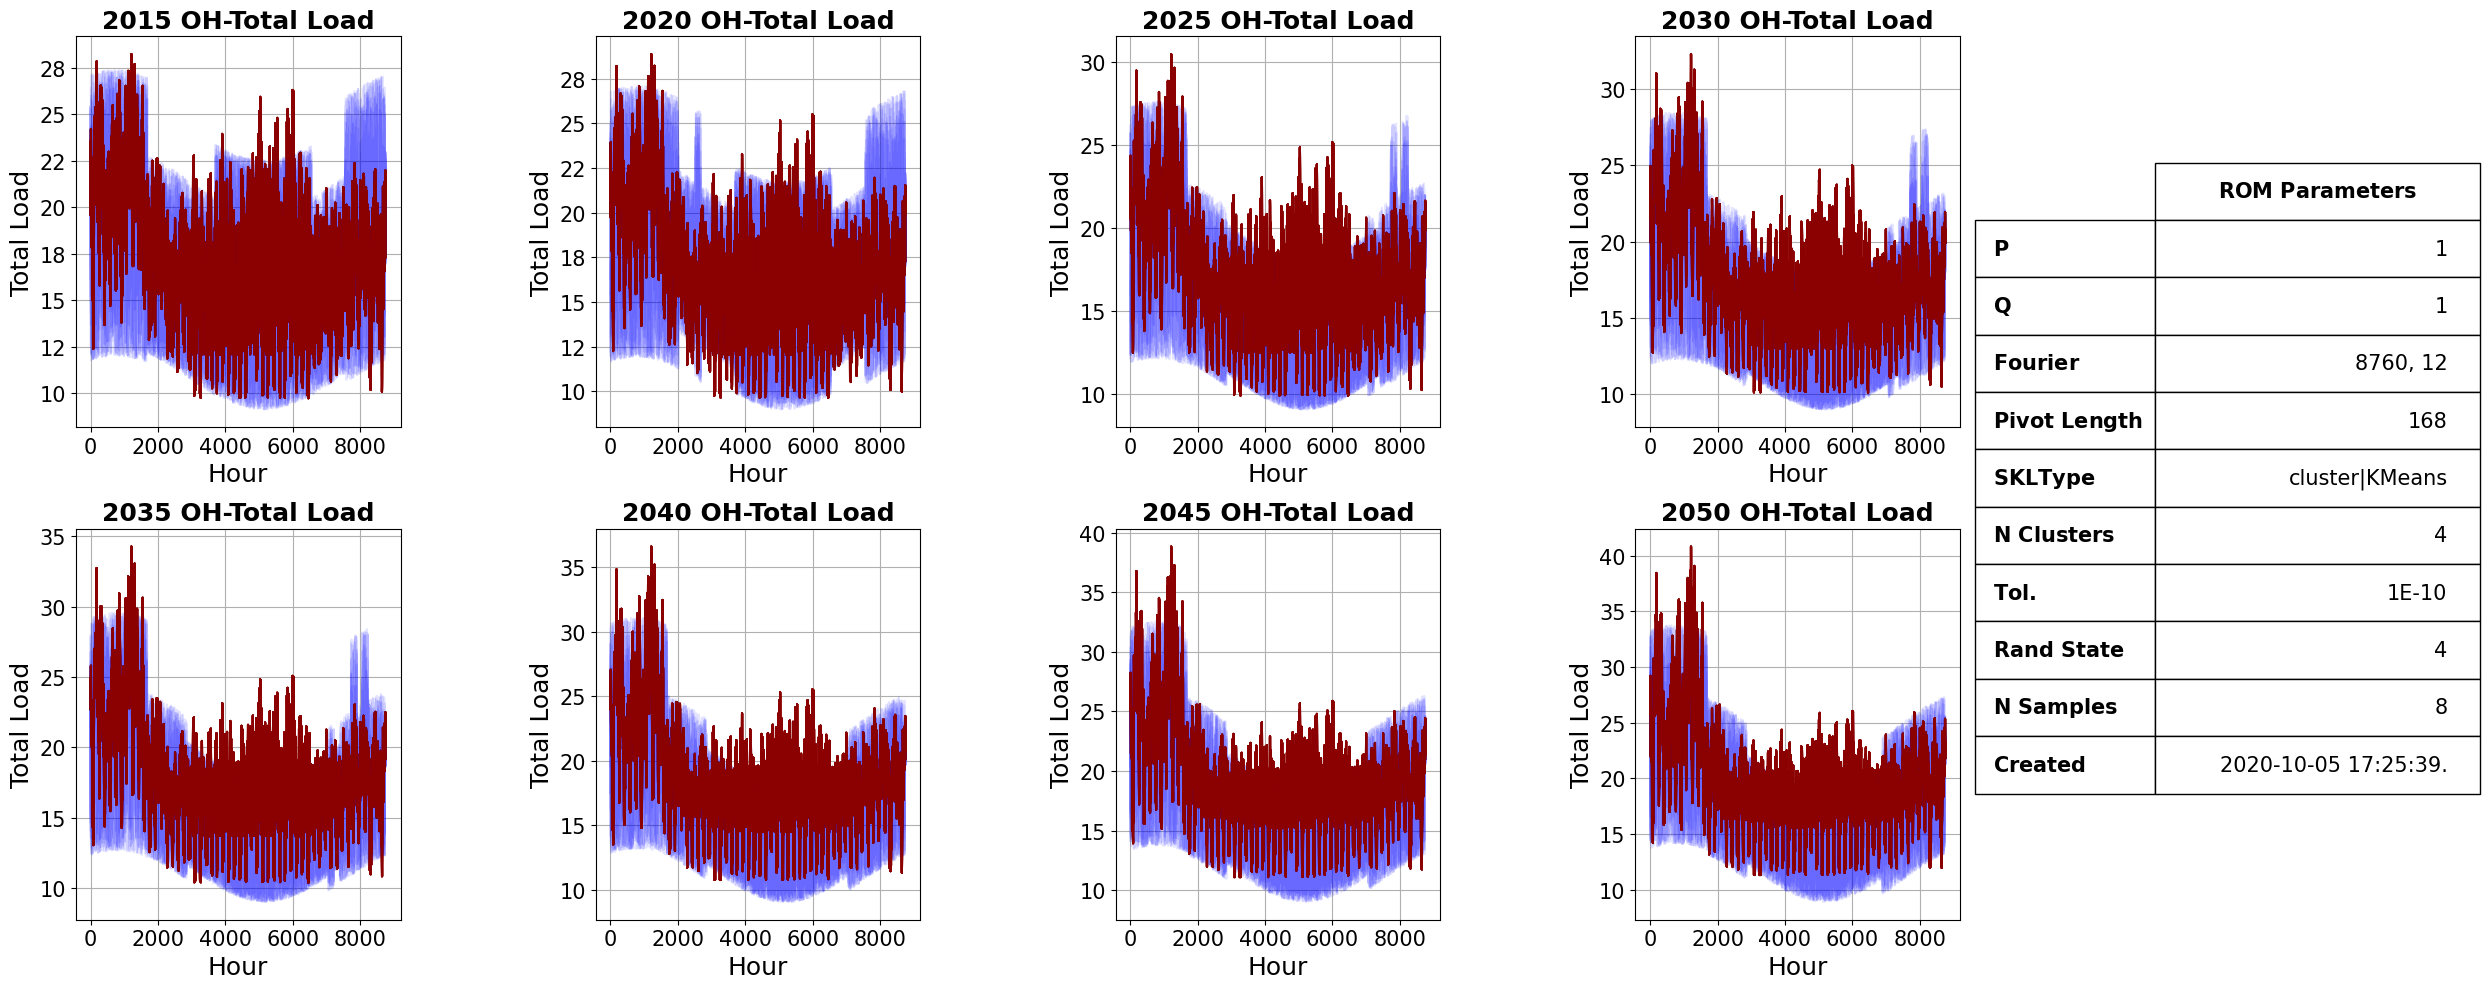 2015 OH-Total Load
Total Load
28
25
22
20
18
15
12
10
0 2000 4000 6000 8000
Hour
2020 OH-Total Load
Total Load
28
25
22
20
18
15
12
10
0 2000 4000 6000 8000
Hour
2025 OH-Total Load
Total Load
30
25
20
15
10
0 2000 4000 6000 8000
Hour
2030 OH-Total Load
Total Load
30
25
20
15
10
0 2000 4000 6000 8000
Hour
2035 OH-Total Load
Total Load
35
30
25
20
15
10
0 2000 4000 6000 8000
Hour
2040 OH-Total Load
Total Load
35
30
25
20
15
10
0 2000 4000 6000 8000
Hour
2045 OH-Total Load
Total Load
40
35
30
25
20
15
10
0 2000 4000 6000 8000
Hour
2050 OH-Total Load
Total Load
40
35
30
25
20
15
10
0 2000 4000 6000 8000
Hour
ROM Parameters
P 1
Q 1
Fourier 8760, 12
Pivot Length 168
SKLType cluster|KMeans
N Clusters 4
Tol. 1E-10
Rand State 4
N Samples 8
Created 2020-10-05 17:25:39.